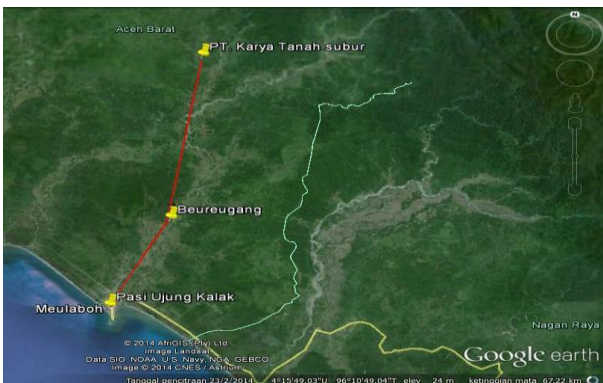 N
Aceh Barat
PT. Karya Tanah subur
Beureugang
Pasi Ujung Kalak
Meulaboh
Nagan Raya
© 2014 AfriGIS (Pty) Ltd.
Image Landsat
Data SIO, NOAA, U.S. Navy, NGA, GEBCO
Image © 2014 CNES / Astrium
Google earth
Tanggal pencitraan 23/2/2014 4°15'49.03"U 96°10'49.04"T elev 24 m ketinggian mata 67.22 km